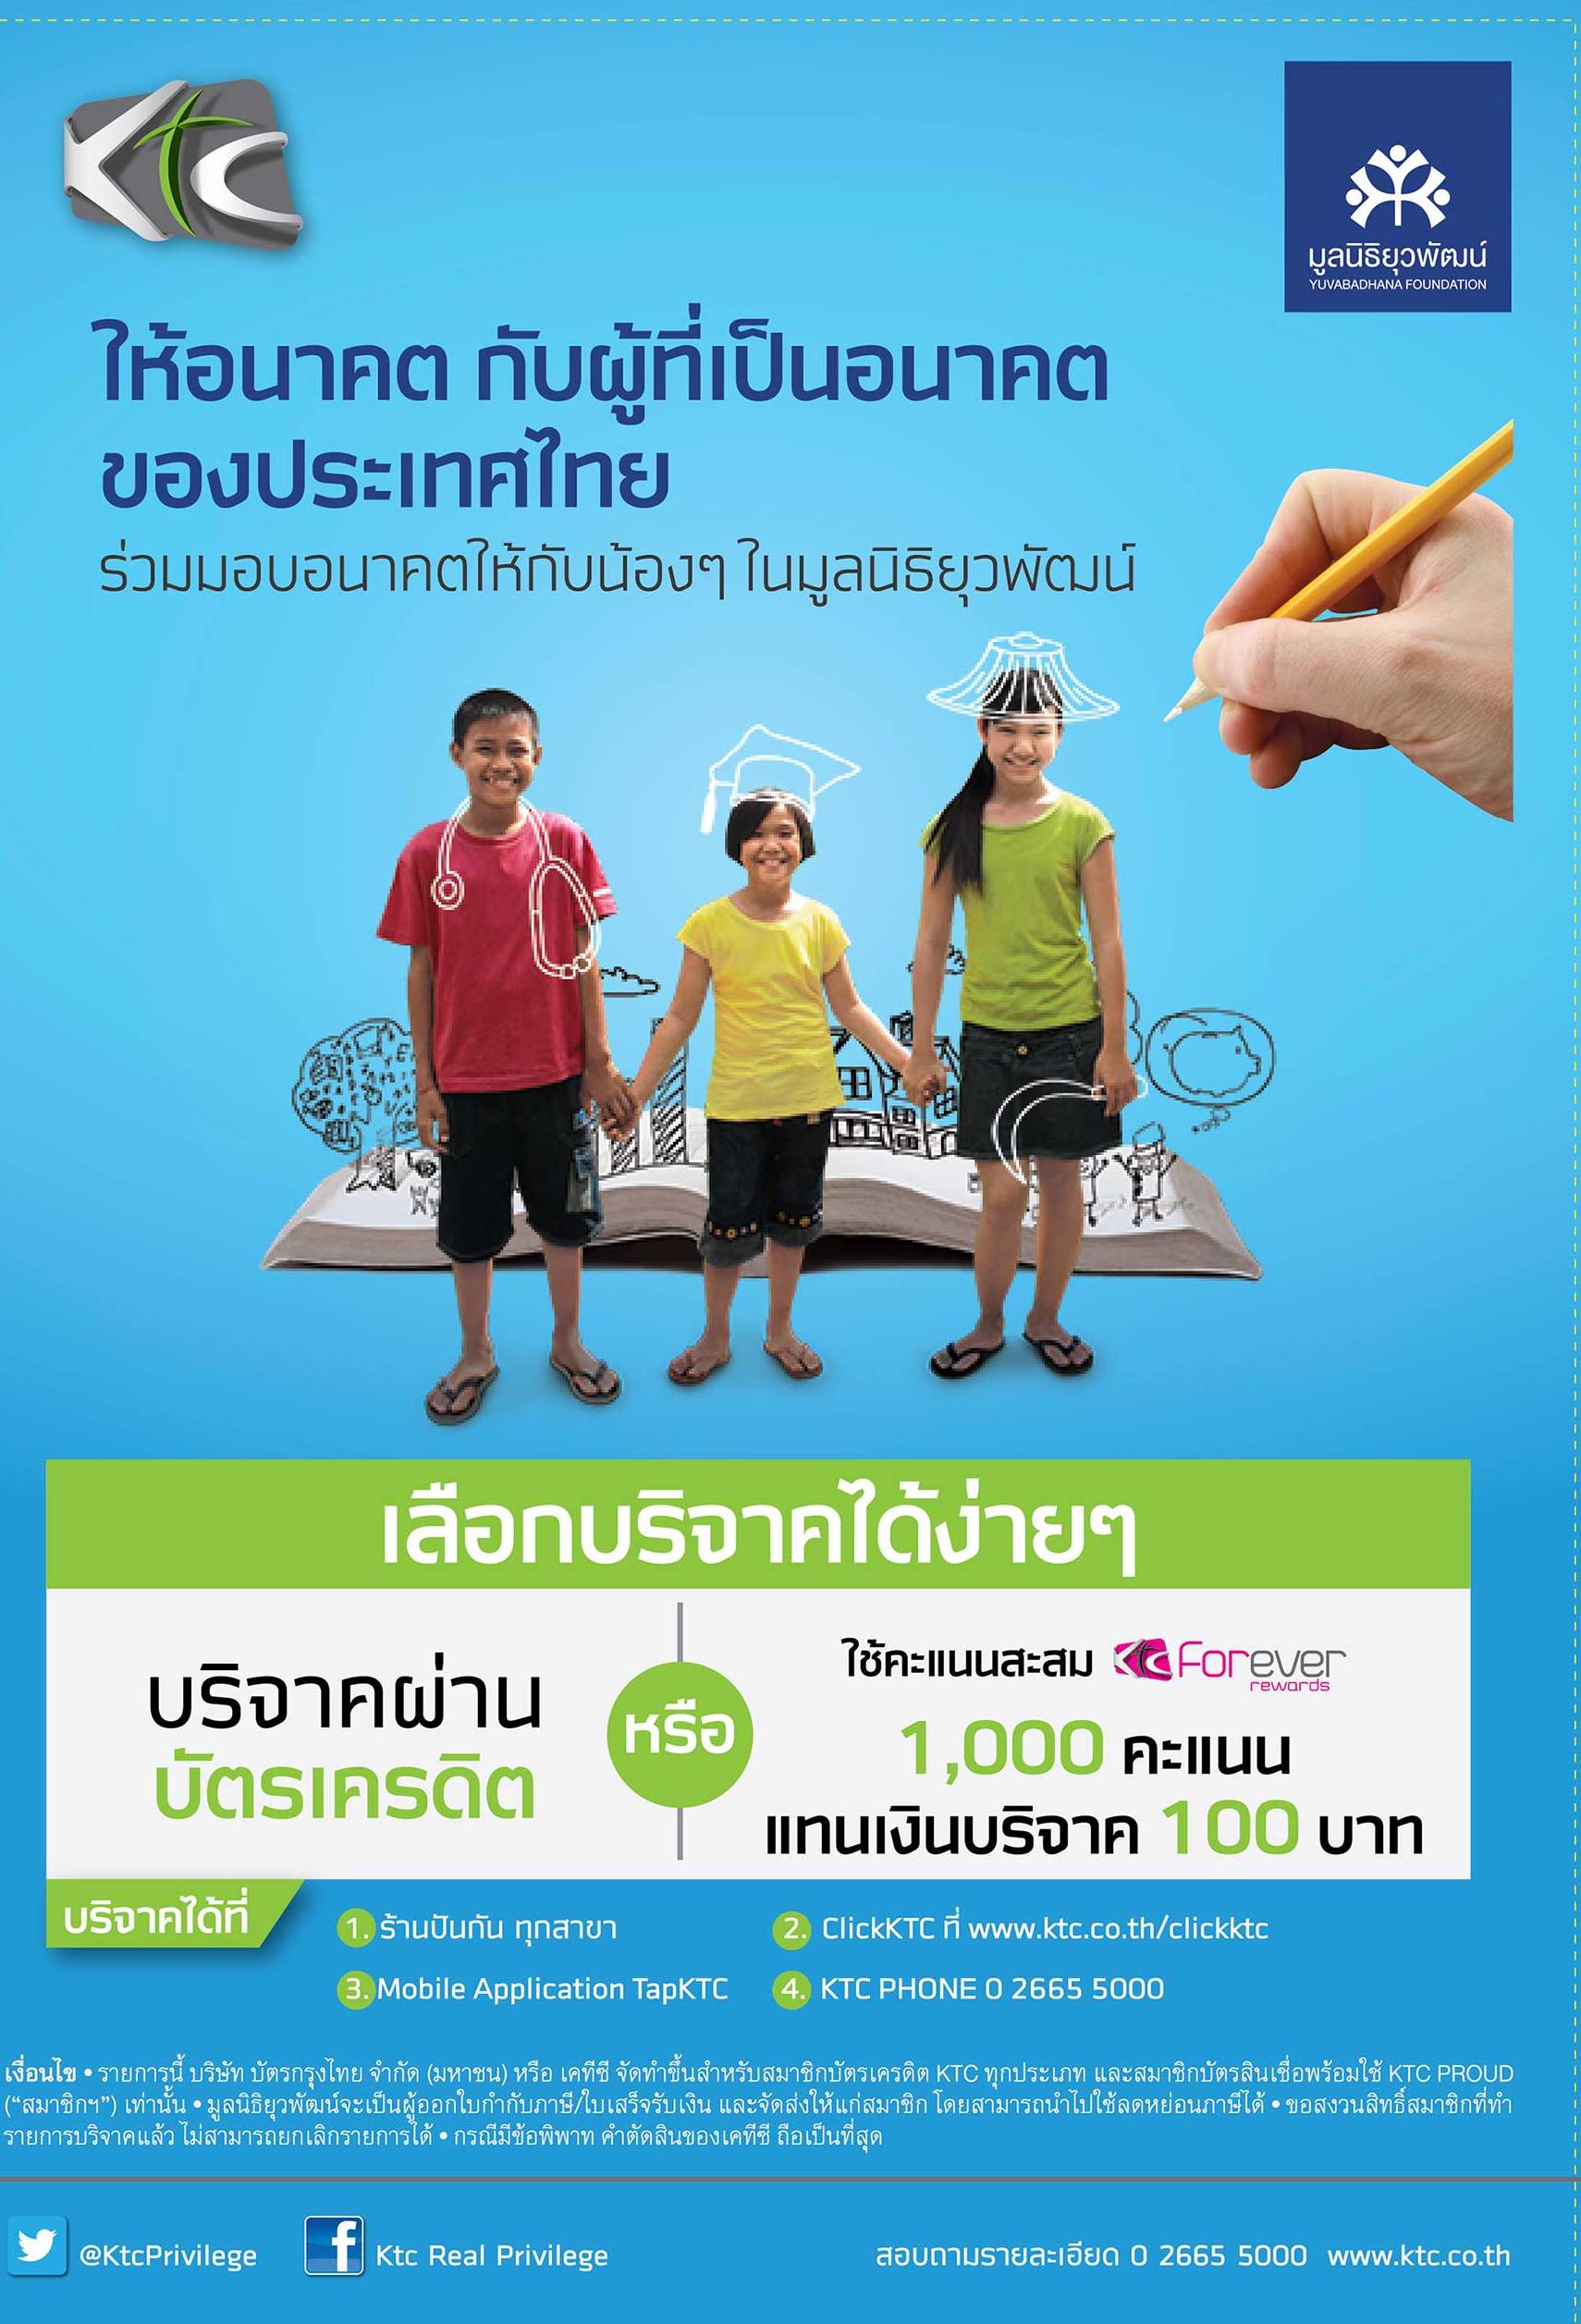 Ktc
มูลนิธิยุวพัฒน์
YUVABADHANA FOUNDATION
ให้อนาคต กับผู้ที่เป็นอนาคต
ของประเทศไทย
ร่วมมอบอนาคตให้กับน้องๆ ในมูลนิธิยุวพัฒน์
เลือกบริจาคได้ง่ายๆ
บริจาคผ่าน
บัตรเครดิต
หรือ
ใช้คะแนนสะสม Ktc Forever
rewards
1,000 คะแนน
แทนเงินบริจาค 100 บาท
บริจาคได้ที่
1. ร้านปันกัน ทุกสาขา
2. ClickKTC ที่ www.ktc.co.th/clickktc
3. Mobile Application TapKTC
4. KTC PHONE 0 2665 5000
เงื่อนไข • รายการนี้ บริษัท บัตรกรุงไทย จำกัด (มหาชน) หรือ เคทีซี จัดทำขึ้นสำหรับสมาชิกบัตรเครดิต KTC ทุกประเภท และสมาชิกบัตรสินเชื่อพร้อมใช้ KTC PROUD
("สมาชิกฯ") เท่านั้น • มูลนิธิยุวพัฒน์จะเป็นผู้ออกใบกำกับภาษี/ใบเสร็จรับเงิน และจัดส่งให้แก่สมาชิก โดยสามารถนำไปใช้ลดหย่อนภาษีได้ • ขอสงวนสิทธิ์สมาชิกที่ทำ
รายการบริจาคแล้ว ไม่สามารถยกเลิกรายการได้ • กรณีมีข้อพิพาท คำตัดสินของเคทีซี ถือเป็นที่สุด
@KtcPrivilege
f Ktc Real Privilege
สอบถามรายละเอียด 0 2665 5000 www.ktc.co.th